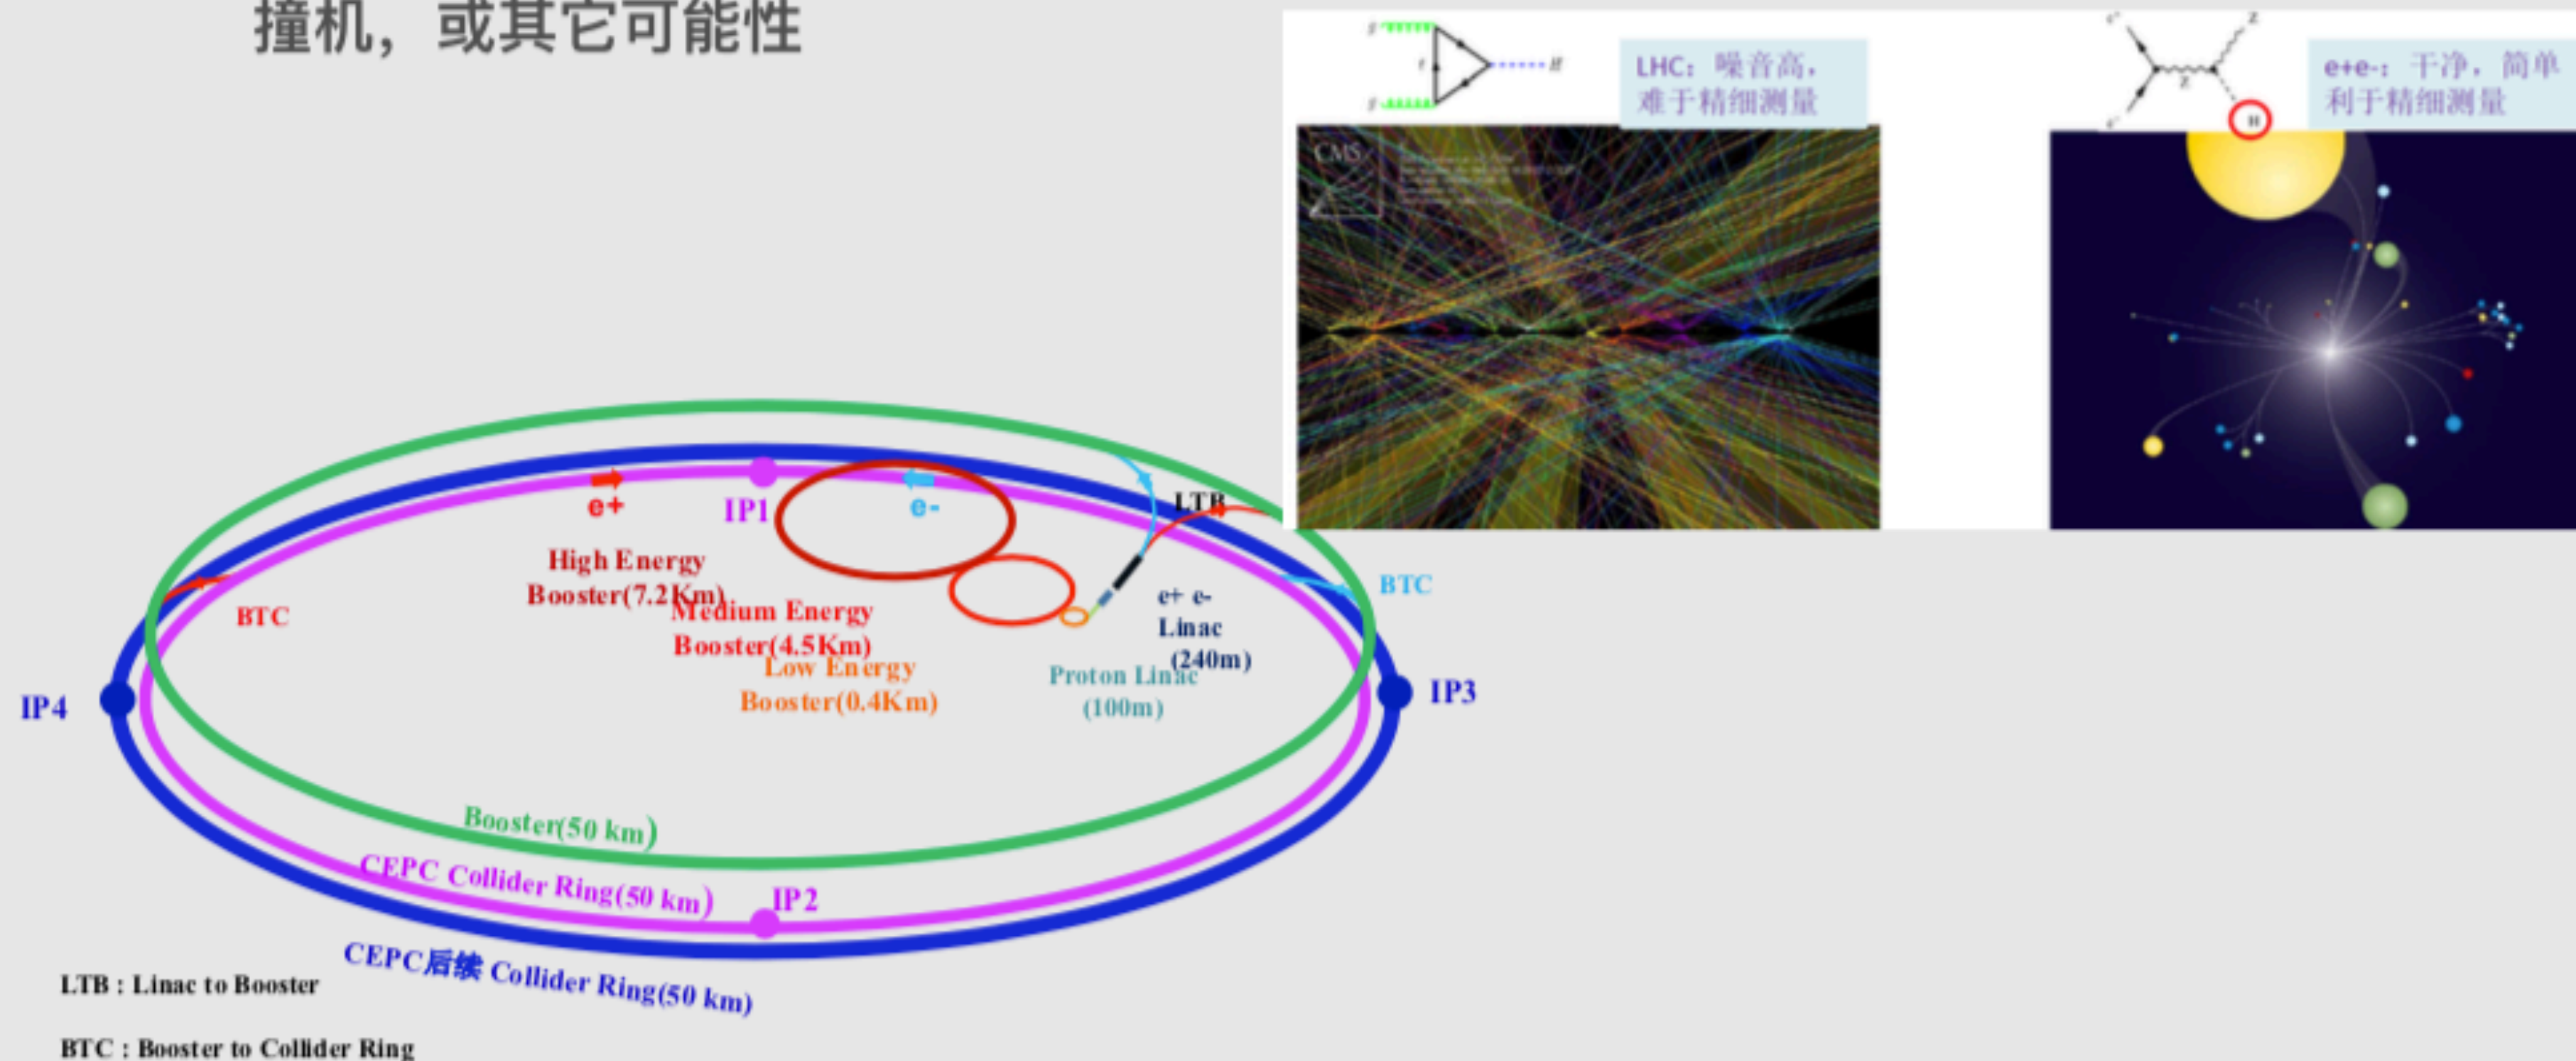 撞机，或其它可能性
LHC：噪音高，
难于精细测量
e+e-：干净，简单
利于精细测量
Z
Z
H
H
t
CMS
LTB
e+
IP1
e-
High Energy
Booster(7.2Km)
Medium Energy
Booster(4.5Km)
Low Energy
Booster(0.4Km)
e+ e-
Linac
(240m)
Proton Linac
(100m)
BTC
BTC
IP4
IP3
Booster(50 km)
CEPC Collider Ring(50 km)
IP2
CEPC后续 Collider Ring(50 km)
LTB : Linac to Booster
BTC : Booster to Collider Ring